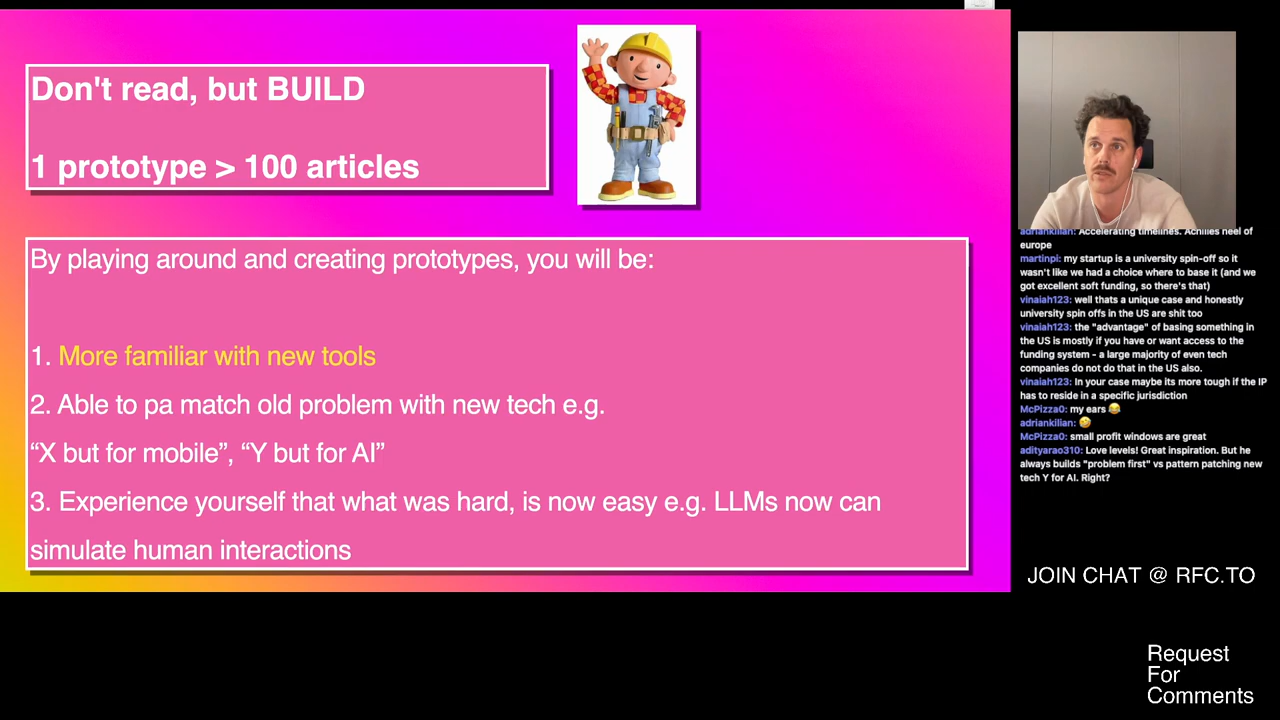 Don't read, but BUILD
1 prototype > 100 articles
By playing around and creating prototypes, you will be:
1. More familiar with new tools
2. Able to pa match old problem with new tech e.g.
“X but for mobile”, “Y but for AI”
3. Experience yourself that what was hard, is now easy e.g. LLMs now can
simulate human interactions
adriankilian: Accelerating timelines. Achilles heel of
europe
martinpi: my startup is a university spin-off so it
wasn't like we had a choice where to base it (and we
got excellent soft funding, so there's that)
vinaiah123: well thats a unique case and honestly
university spin offs in the US are shit too
vinaiah123: the "advantage" of basing something in
the US is mostly if you have or want access to the
funding system - a large majority of even tech
companies do not do that in the US also.
vinaiah123: In your case maybe its more tough if the IP
has to reside in a specific jurisdiction
McPizza0: my ears 😂
adriankilian: 🤣
McPizza0: small profit windows are great
adityarao310: Love levels! Great inspiration. But he
always builds "problem first" vs pattern patching new
tech Y for AI. Right?
JOIN CHAT @ RFC.TO
Request
For
Comments